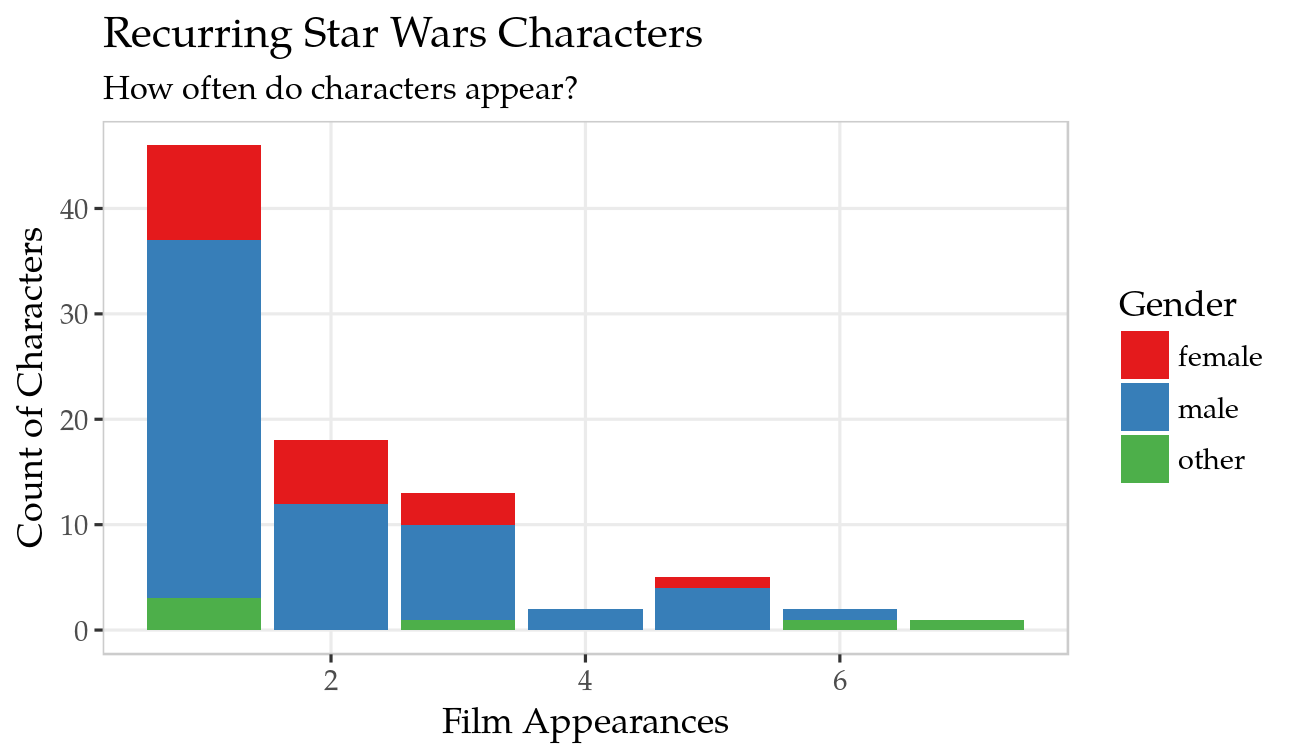 Recurring Star Wars Characters
How often do characters appear?
Count of Characters
40
30
20
10
0
2 4 6
Film Appearances
Gender
female
male
other